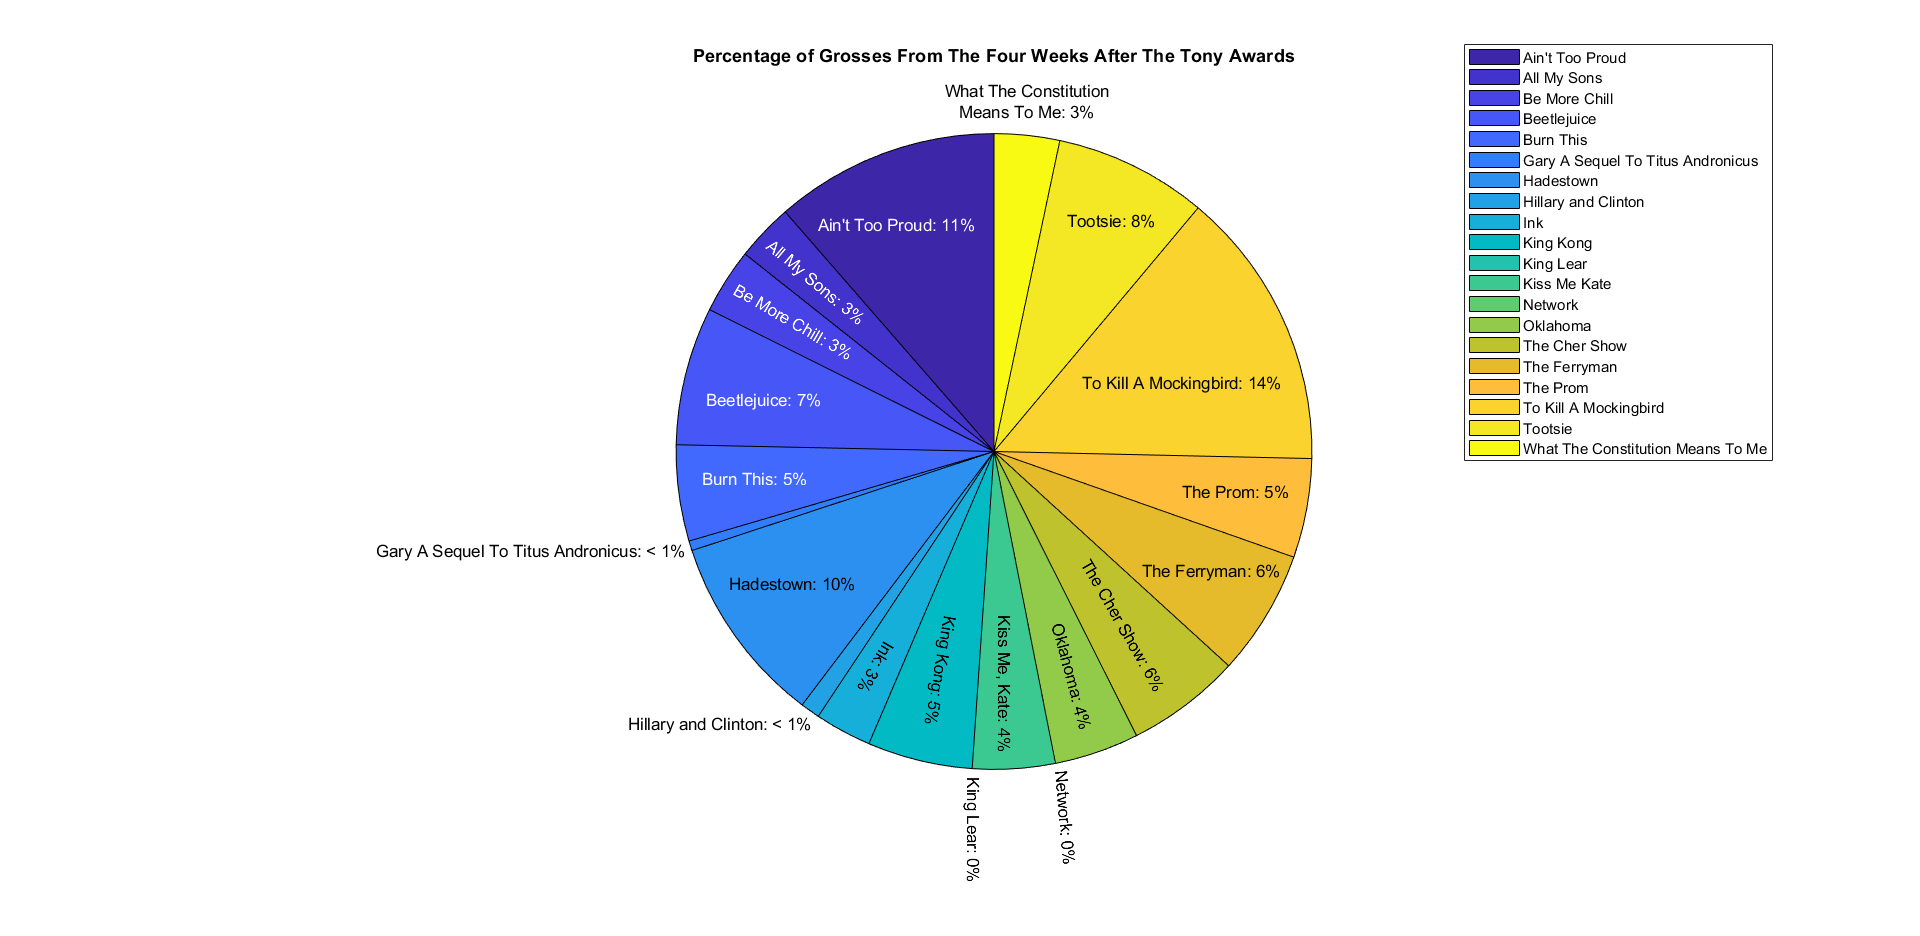 Percentage of Grosses From The Four Weeks After The Tony Awards
What The Constitution
Means To Me: 3%
Ain't Too Proud: 11%
Tootsie: 8%
All My Sons: 3%
Be More Chill: 3%
To Kill A Mockingbird: 14%
Beetlejuice: 7%
Burn This: 5%
The Prom: 5%
Gary A Sequel To Titus Andronicus: < 1%
The Ferryman: 6%
Hadestown: 10%
The Cher Show: 6%
Hillary and Clinton: < 1%
Ink: 3%
King Kong: 5%
Kiss Me, Kate: 4%
Oklahoma: 4%
King Lear: 0%
Network: 0%
Ain't Too Proud
All My Sons
Be More Chill
Beetlejuice
Burn This
Gary A Sequel To Titus Andronicus
Hadestown
Hillary and Clinton
Ink
King Kong
King Lear
Kiss Me Kate
Network
Oklahoma
The Cher Show
The Ferryman
The Prom
To Kill A Mockingbird
Tootsie
What The Constitution Means To Me